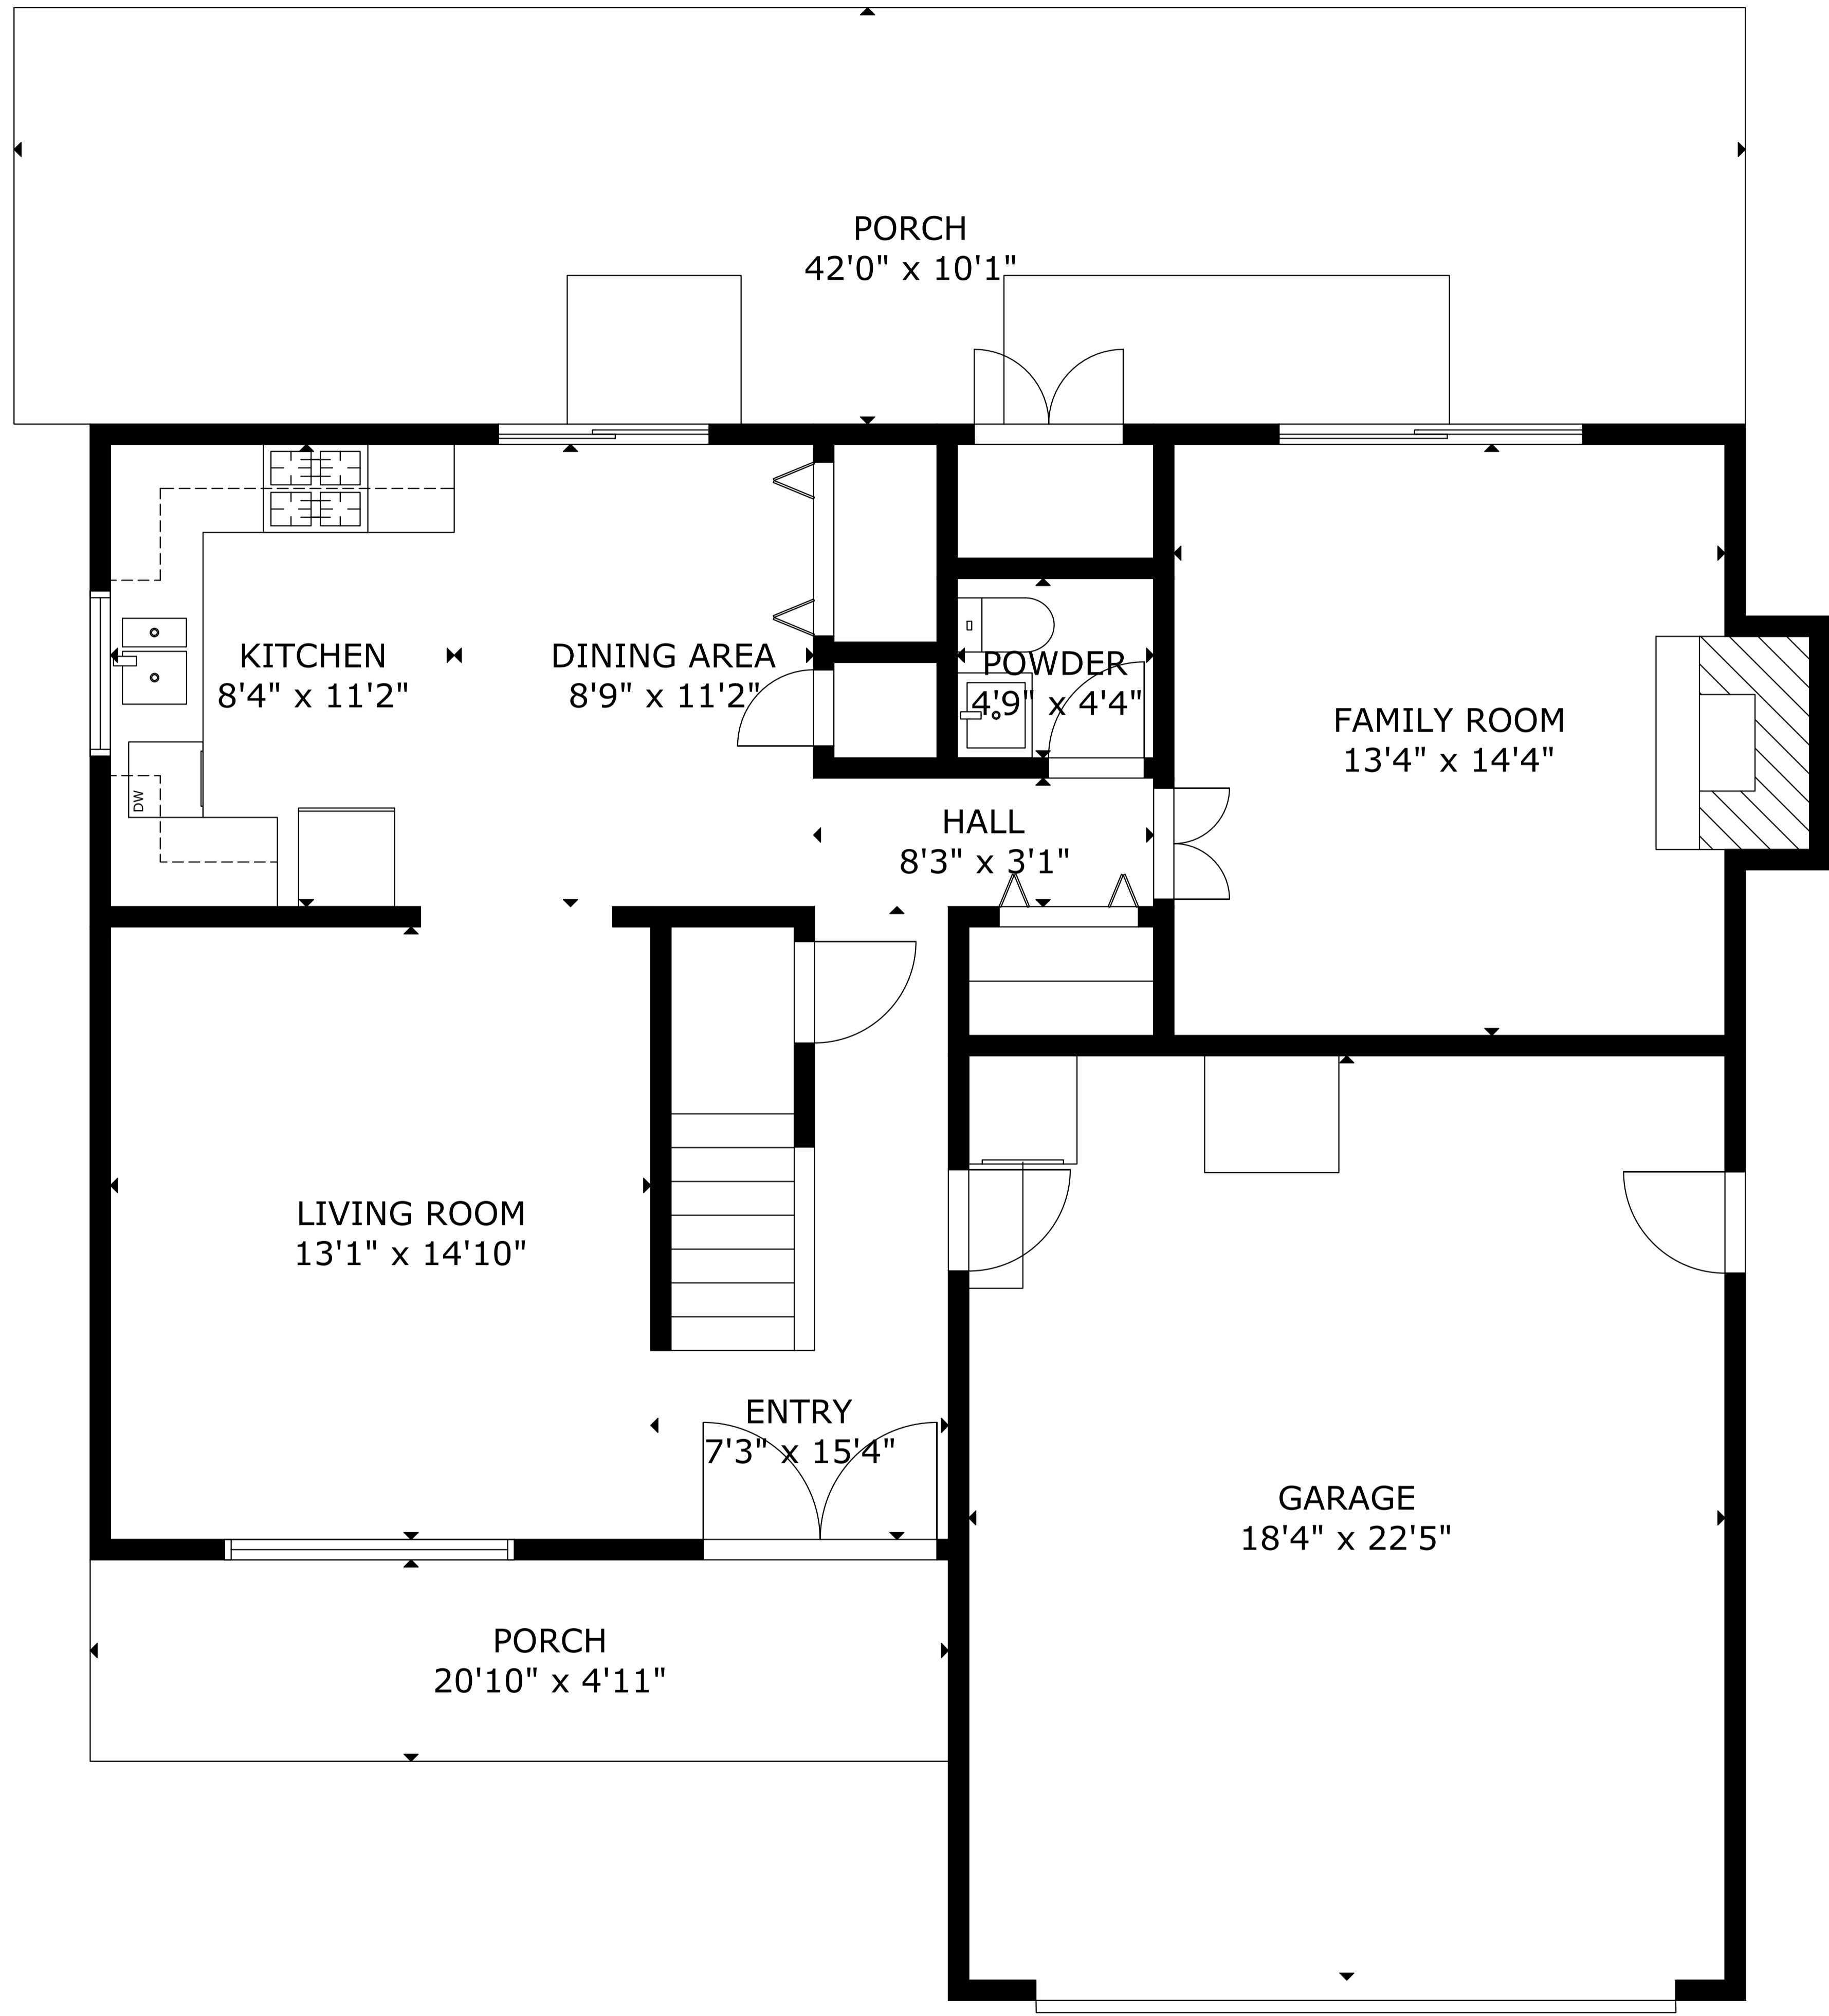 PORCH
42'0" x 10'1"
KITCHEN
8'4" x 11'2"
DINING AREA
8'9" x 11'2"
POWDER
4'9" x 4'4"
FAMILY ROOM
13'4" x 14'4"
DW
HALL
8'3" x 3'1"
LIVING ROOM
13'1" x 14'10"
ENTRY
7'3" x 15'4"
GARAGE
18'4" x 22'5"
PORCH
20'10" x 4'11"